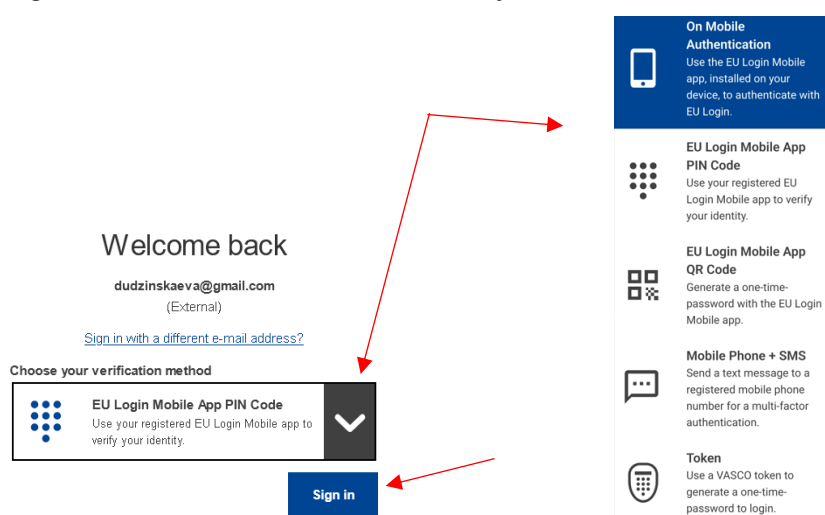 Welcome back
dudzinskaeva@gmail.com
(External)
Sign in with a different e-mail address?
Choose your verification method
EU Login Mobile App PIN Code
Use your registered EU Login Mobile app to
verify your identity.
Sign in
On Mobile
Authentication
Use the EU Login Mobile
app, installed on your
device, to authenticate with
EU Login.
EU Login Mobile App
PIN Code
Use your registered EU
Login Mobile app to verify
your identity.
EU Login Mobile App
QR Code
Generate a one-time-
password with the EU Login
Mobile app.
Mobile Phone + SMS
Send a text message to a
registered mobile phone
number for a multi-factor
authentication.
Token
Use a VASCO token to
generate a one-time-
password to login.